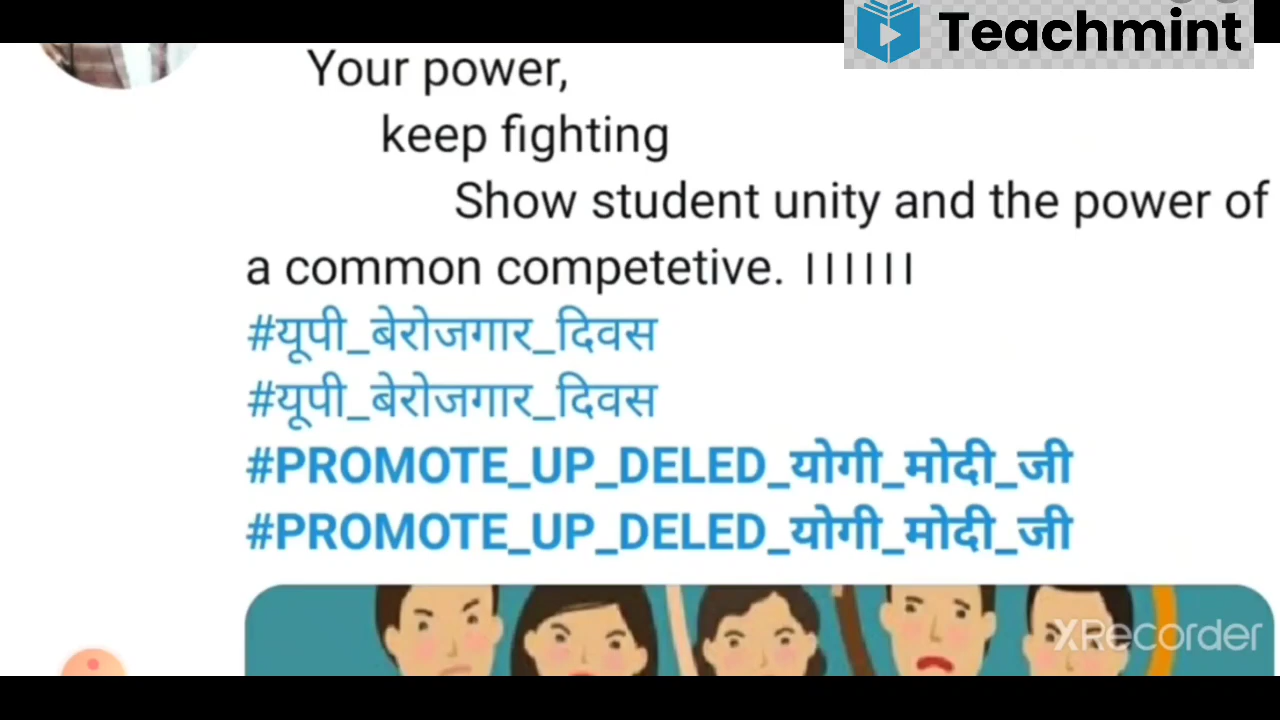 Teachmint
Your power,
keep fighting
Show student unity and the power of
a common competetive. ।।।।।।
#यूपी_बेरोजगार_दिवस
#यूपी_बेरोजगार_दिवस
#PROMOTE_UP_DELED_योगी_मोदी_जी
#PROMOTE_UP_DELED_योगी_मोदी_जी
XRecorder